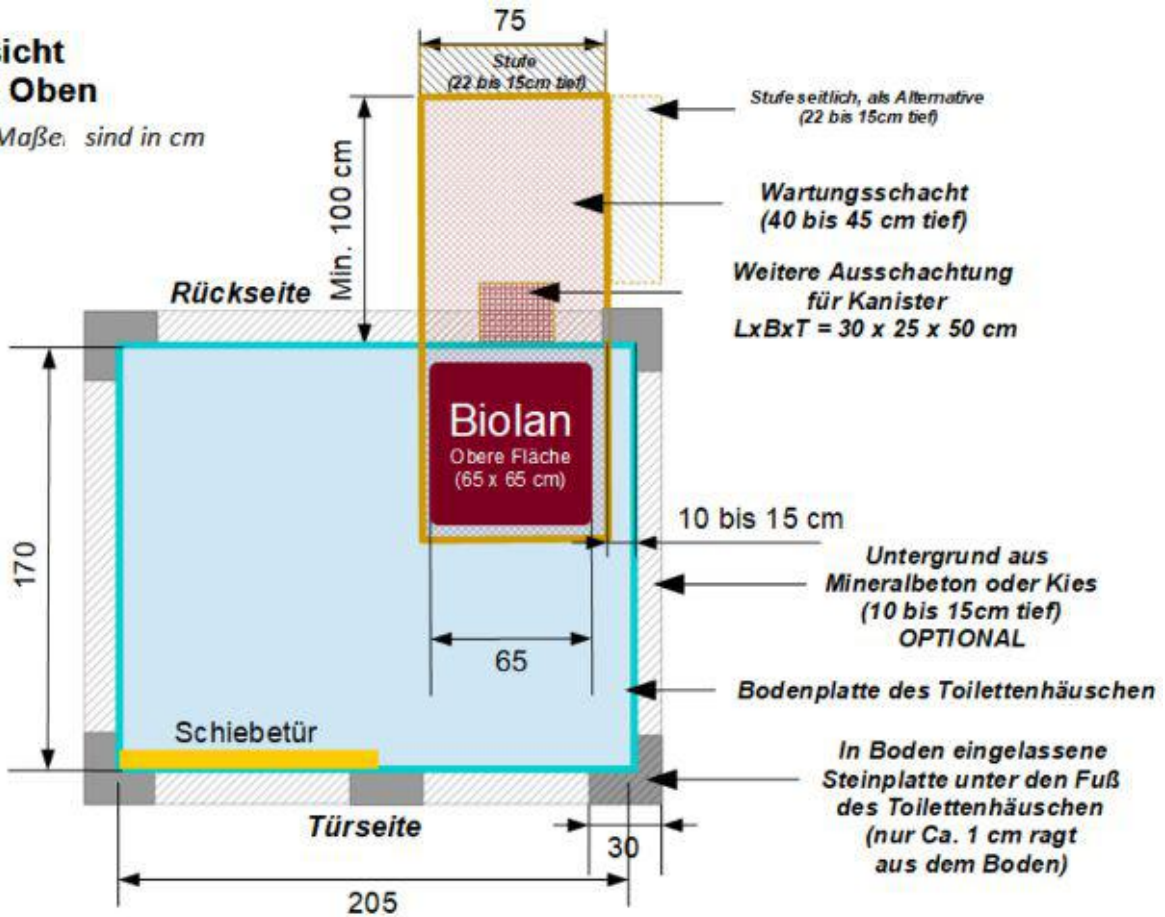 sicht
Oben
Maße. sind in cm
75
Stufe
(22 bis 15cm tief)
Stufe seitlich, als Alternative
(22 bis 15cm tief)
Min. 100 cm
Wartungsschacht
(40 bis 45 cm tief)
Weitere Ausschachtung
für Kanister
LxBxT = 30 x 25 x 50 cm
Rückseite
Biolan
Obere Fläche
(65 x 65 cm)
10 bis 15 cm
170
Untergrund aus
Mineralbeton oder Kies
(10 bis 15cm tief)
OPTIONAL
65
Bodenplatte des Toilettenhäuschen
Schiebetür
In Boden eingelassene
Steinplatte unter den Fuß
des Toilettenhäuschen
(nur Ca. 1 cm ragt
aus dem Boden)
Türseite
30
205